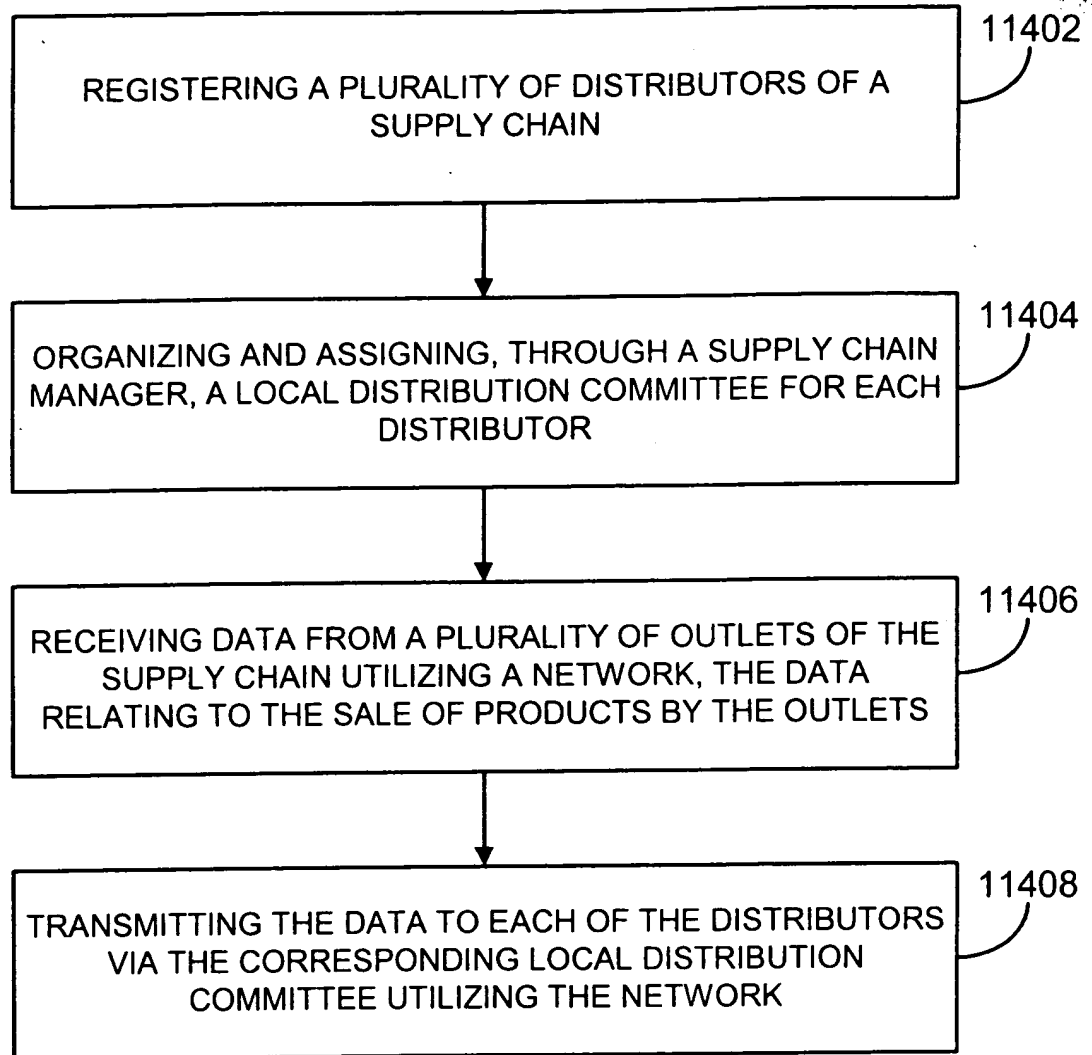 11402
REGISTERING A PLURALITY OF DISTRIBUTORS OF A
SUPPLY CHAIN
11404
ORGANIZING AND ASSIGNING, THROUGH A SUPPLY CHAIN
MANAGER, A LOCAL DISTRIBUTION COMMITTEE FOR EACH
DISTRIBUTOR
11406
RECEIVING DATA FROM A PLURALITY OF OUTLETS OF THE
SUPPLY CHAIN UTILIZING A NETWORK, THE DATA
RELATING TO THE SALE OF PRODUCTS BY THE OUTLETS
11408
TRANSMITTING THE DATA TO EACH OF THE DISTRIBUTORS
VIA THE CORRESPONDING LOCAL DISTRIBUTION
COMMITTEE UTILIZING THE NETWORK